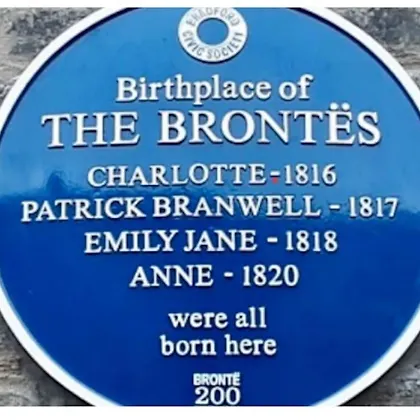 BRADFORD
CIVIC SOCIETY
Birthplace of
THE BRONTËS
CHARLOTTE - 1816
PATRICK BRANWELL - 1817
EMILY JANE - 1818
ANNE - 1820
were all
born here
BRONTË
200